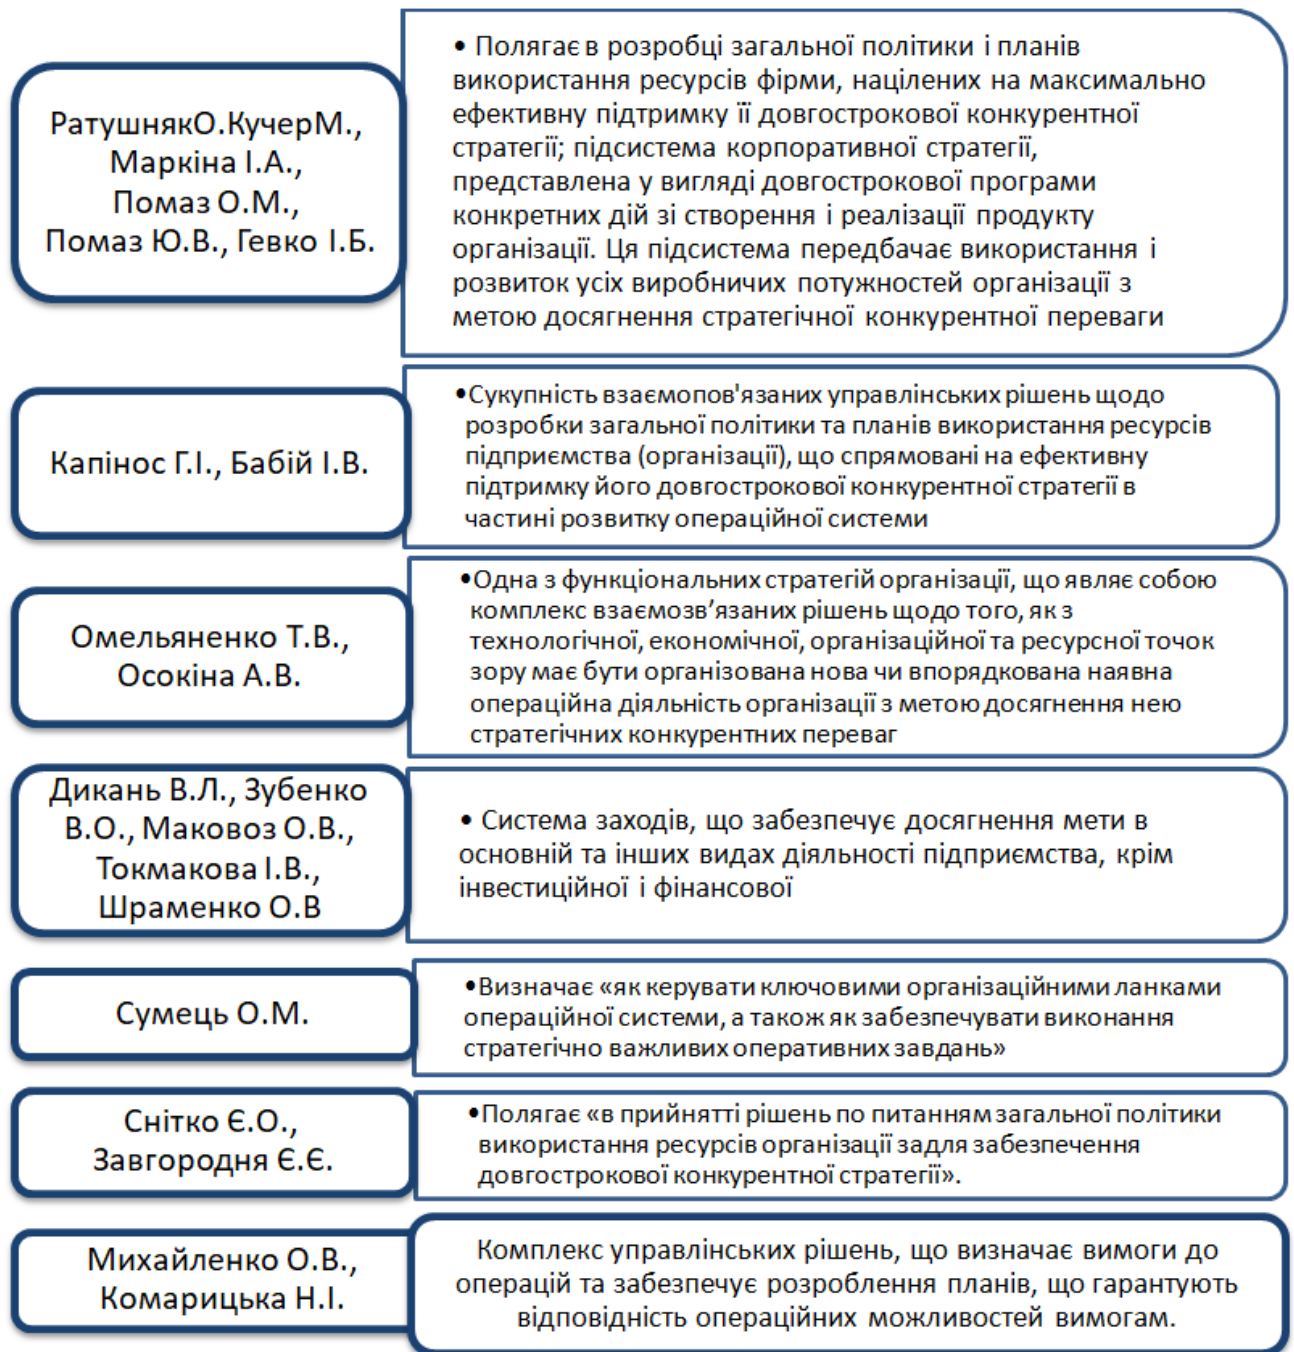 РатушнякО.КучерМ.,
Маркіна І.А.,
Помаз О.М.,
Помаз Ю.В., Гевко І.Б.
• Полягає в розробці загальної політики і планів
використання ресурсів фірми, націлених на максимально
ефективну підтримку її довгострокової конкурентної
стратегії; підсистема корпоративної стратегії,
представлена у вигляді довгострокової програми
конкретних дій зі створення і реалізації продукту
організації. Ця підсистема передбачає використання і
розвиток усіх виробничих потужностей організації з
метою досягнення стратегічної конкурентної переваги
Капінос Г.І., Бабій І.В.
•Сукупність взаємопов'язаних управлінських рішень щодо
розробки загальної політики та планів використання ресурсів
підприємства (організації), що спрямовані на ефективну
підтримку його довгострокової конкурентної стратегії в
частині розвитку операційної системи
Омельяненко Т.В.,
Осокіна А.В.
•Одна з функціональних стратегій організації, що являє собою
комплекс взаємозв’язаних рішень щодо того, як з
технологічної, економічної, організаційної та ресурсної точок
зору має бути організована нова чи впорядкована наявна
операційна діяльність організації з метою досягнення нею
стратегічних конкурентних переваг
Дикань В.Л., Зубенко
В.О., Маковоз О.В.,
Токмакова І.В.,
Шраменко О.В
• Система заходів, що забезпечує досягнення мети в
основній та інших видах діяльності підприємства, крім
інвестиційної і фінансової
Сумець О.М.
•Визначає «як керувати ключовими організаційними ланками
операційної системи, а також як забезпечувати виконання
стратегічно важливих оперативних завдань»
Снітко Є.О.,
Завгородня Є.Є.
•Полягає «в прийнятті рішень по питанням загальної політики
використання ресурсів організації задля забезпечення
довгострокової конкурентної стратегії».
Михайленко О.В.,
Комарицька Н.І.
Комплекс управлінських рішень, що визначає вимоги до
операцій та забезпечує розроблення планів, що гарантують
відповідність операційних можливостей вимогам.